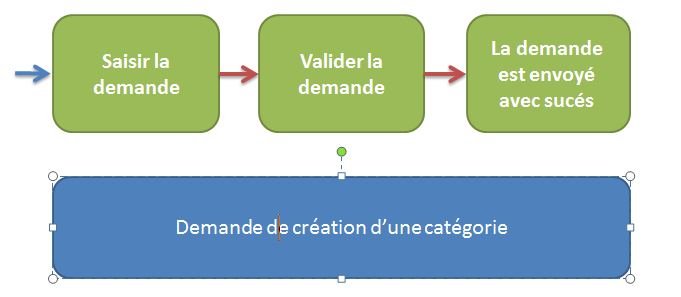 Saisir la
demande
Valider la
demande
La demande
est envoyé
avec sucés
Demande de création d'une catégorie